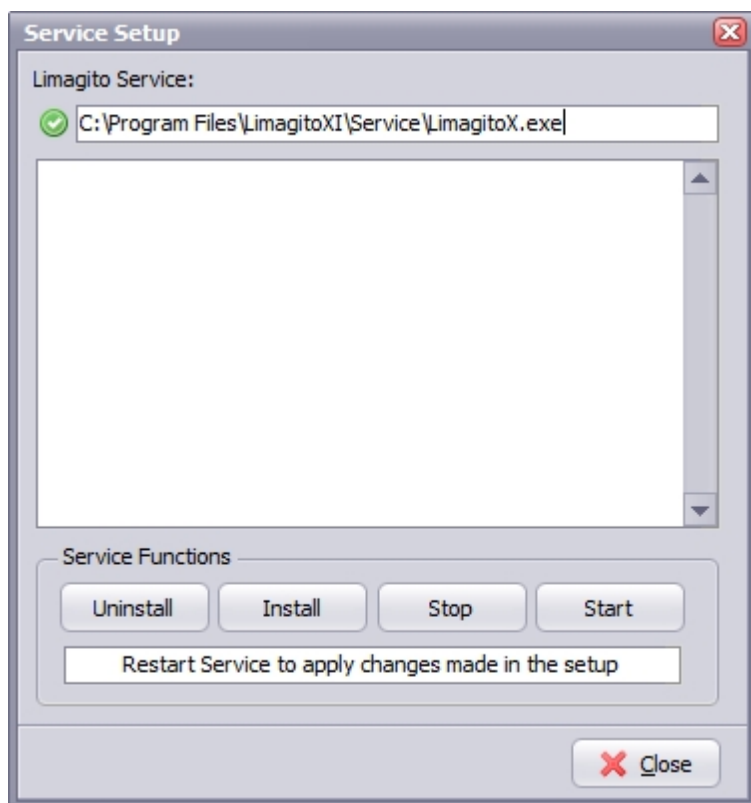 Service Setup
Limagito Service:
C:\Program Files\LimagitoXI\Service\LimagitoX.exe
Service Functions
Uninstall Install Stop Start
Restart Service to apply changes made in the setup
Close